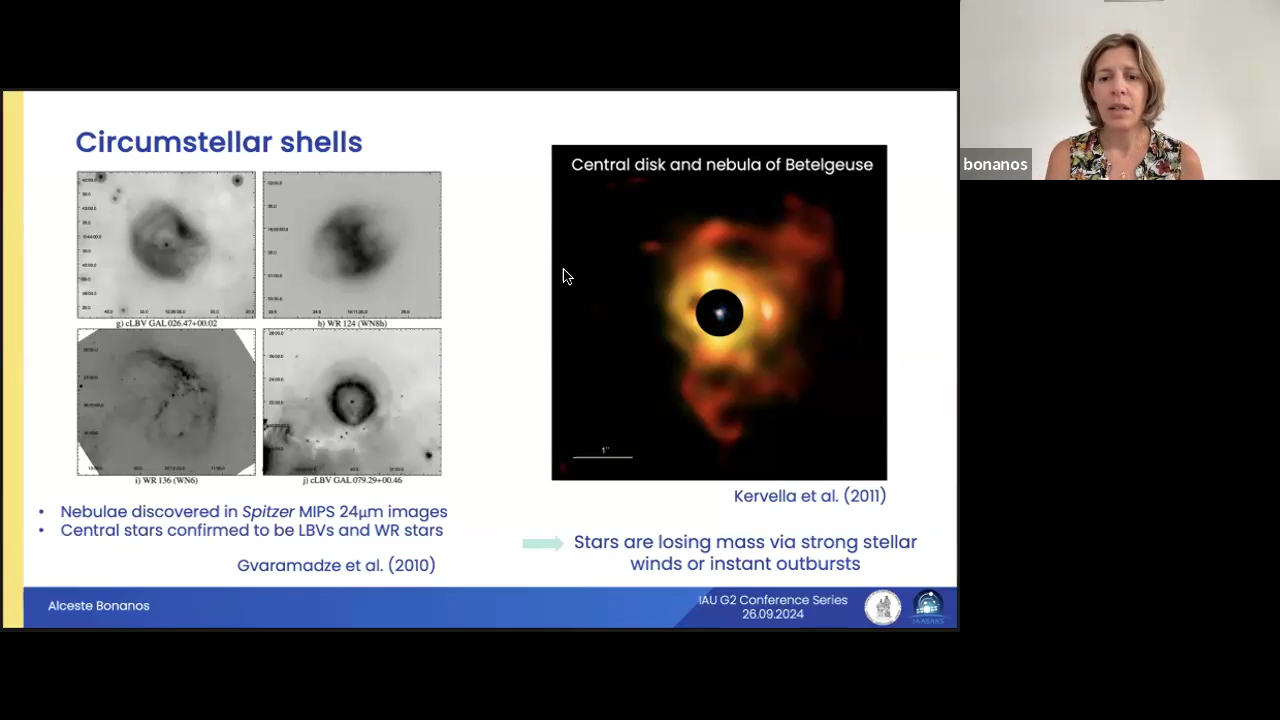 Circumstellar shells
g) cLBV GAL 026.47+00.02
h) WR 124 (WN8h)
i) WR 136 (WN6)
j) cLBV GAL 079.29+00.46
• Nebulae discovered in Spitzer MIPS 24μm images
• Central stars confirmed to be LBVs and WR stars
Gvaramadze et al. (2010)
Central disk and nebula of Betelgeuse
1"
Kervella et al. (2011)
Stars are losing mass via strong stellar
winds or instant outbursts
Alceste Bonanos
IAU G2 Conference Series
26.09.2024
IAASARS
bonanos